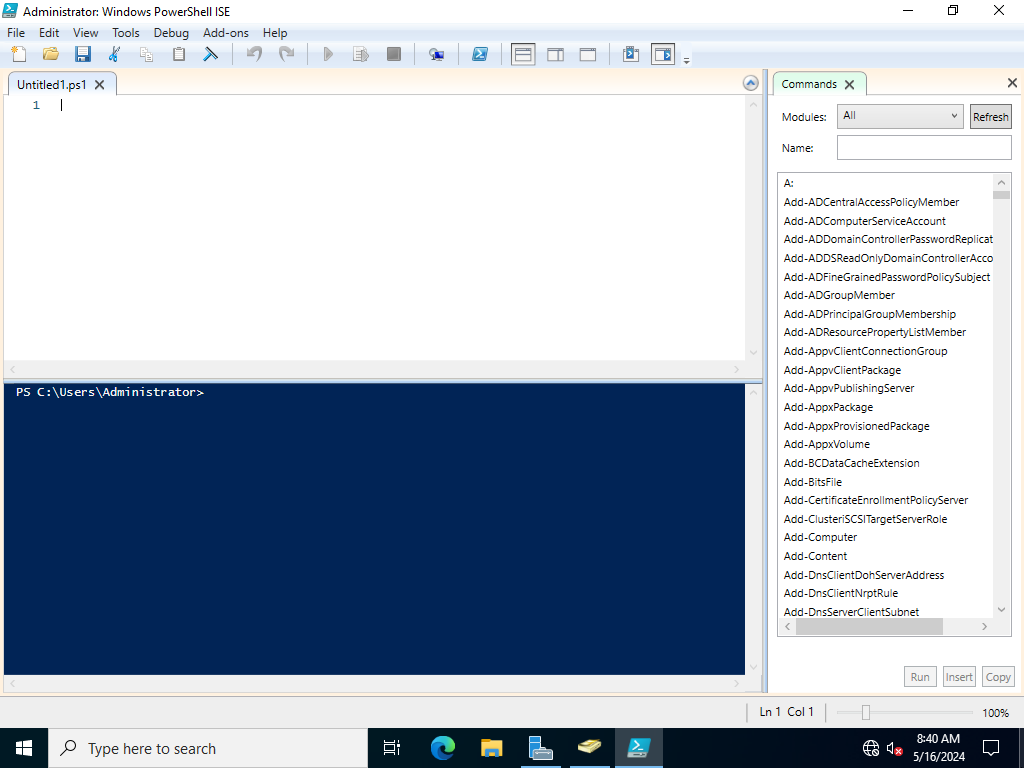 Administrator: Windows PowerShell ISE
File Edit View Tools Debug Add-ons Help
Untitled1.ps1
1
PS C:\Users\Administrator>
Commands
Modules: All Refresh
Name:
A:
Add-ADCentralAccessPolicyMember
Add-ADComputerServiceAccount
Add-ADDomainControllerPasswordReplicat
Add-ADDSReadOnlyDomainControllerAcco
Add-ADFineGrainedPasswordPolicySubject
Add-ADGroupMember
Add-ADPrincipalGroupMembership
Add-ADResourcePropertyListMember
Add-AppvClientConnectionGroup
Add-AppvClientPackage
Add-AppvPublishingServer
Add-AppxPackage
Add-AppxProvisionedPackage
Add-AppxVolume
Add-BCDataCacheExtension
Add-BitsFile
Add-CertificateEnrollmentPolicyServer
Add-ClusteriSCSITargetServerRole
Add-Computer
Add-Content
Add-DnsClientDohServerAddress
Add-DnsClientNrptRule
Add-DnsServerClientSubnet
Run Insert Copy
Ln 1 Col 1 100%
Type here to search
8:40 AM
5/16/2024